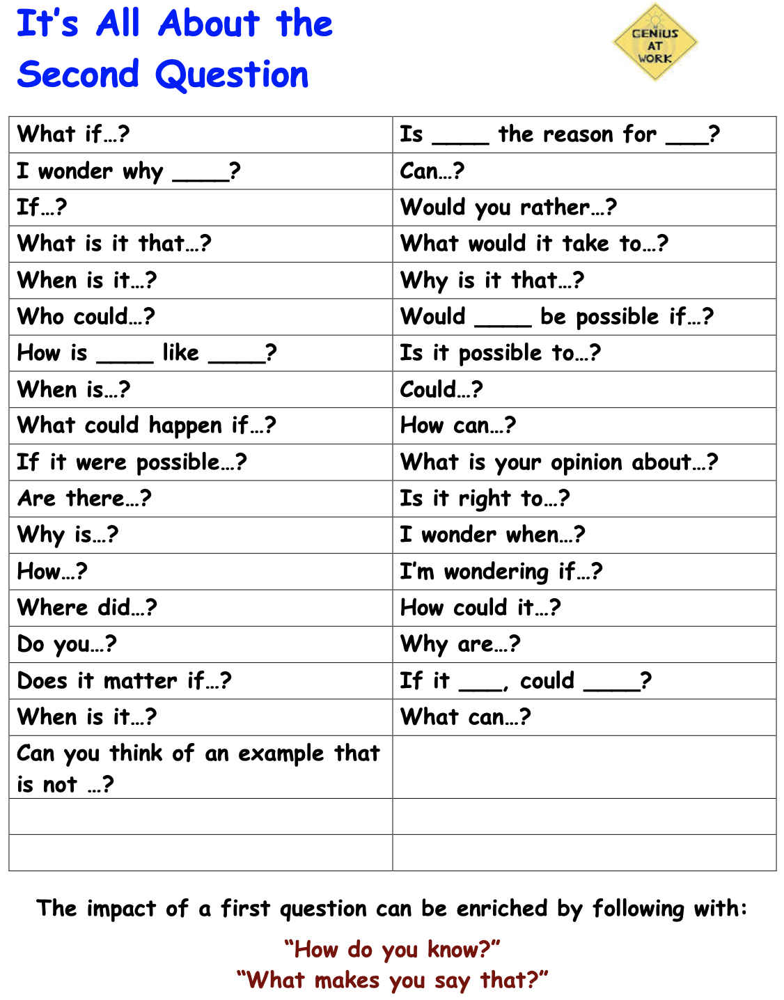 It's All About the
Second Question
GENIUS
AT
WORK
What if…?
Is ____ the reason for ___?
I wonder why ____?
Can…?
If…?
Would you rather…?
What is it that…?
What would it take to…?
When is it…?
Why is it that…?
Who could…?
Would ____ be possible if…?
How is ____ like ____?
Is it possible to…?
When is…?
Could…?
What could happen if…?
How can…?
If it were possible…?
What is your opinion about…?
Are there…?
Is it right to…?
Why is…?
I wonder when…?
How…?
I'm wondering if…?
Where did…?
How could it…?
Do you…?
Why are…?
Does it matter if…?
If it ___, could ____?
When is it…?
What can…?
Can you think of an example that
is not …?
The impact of a first question can be enriched by following with:
“How do you know?”
“What makes you say that?”